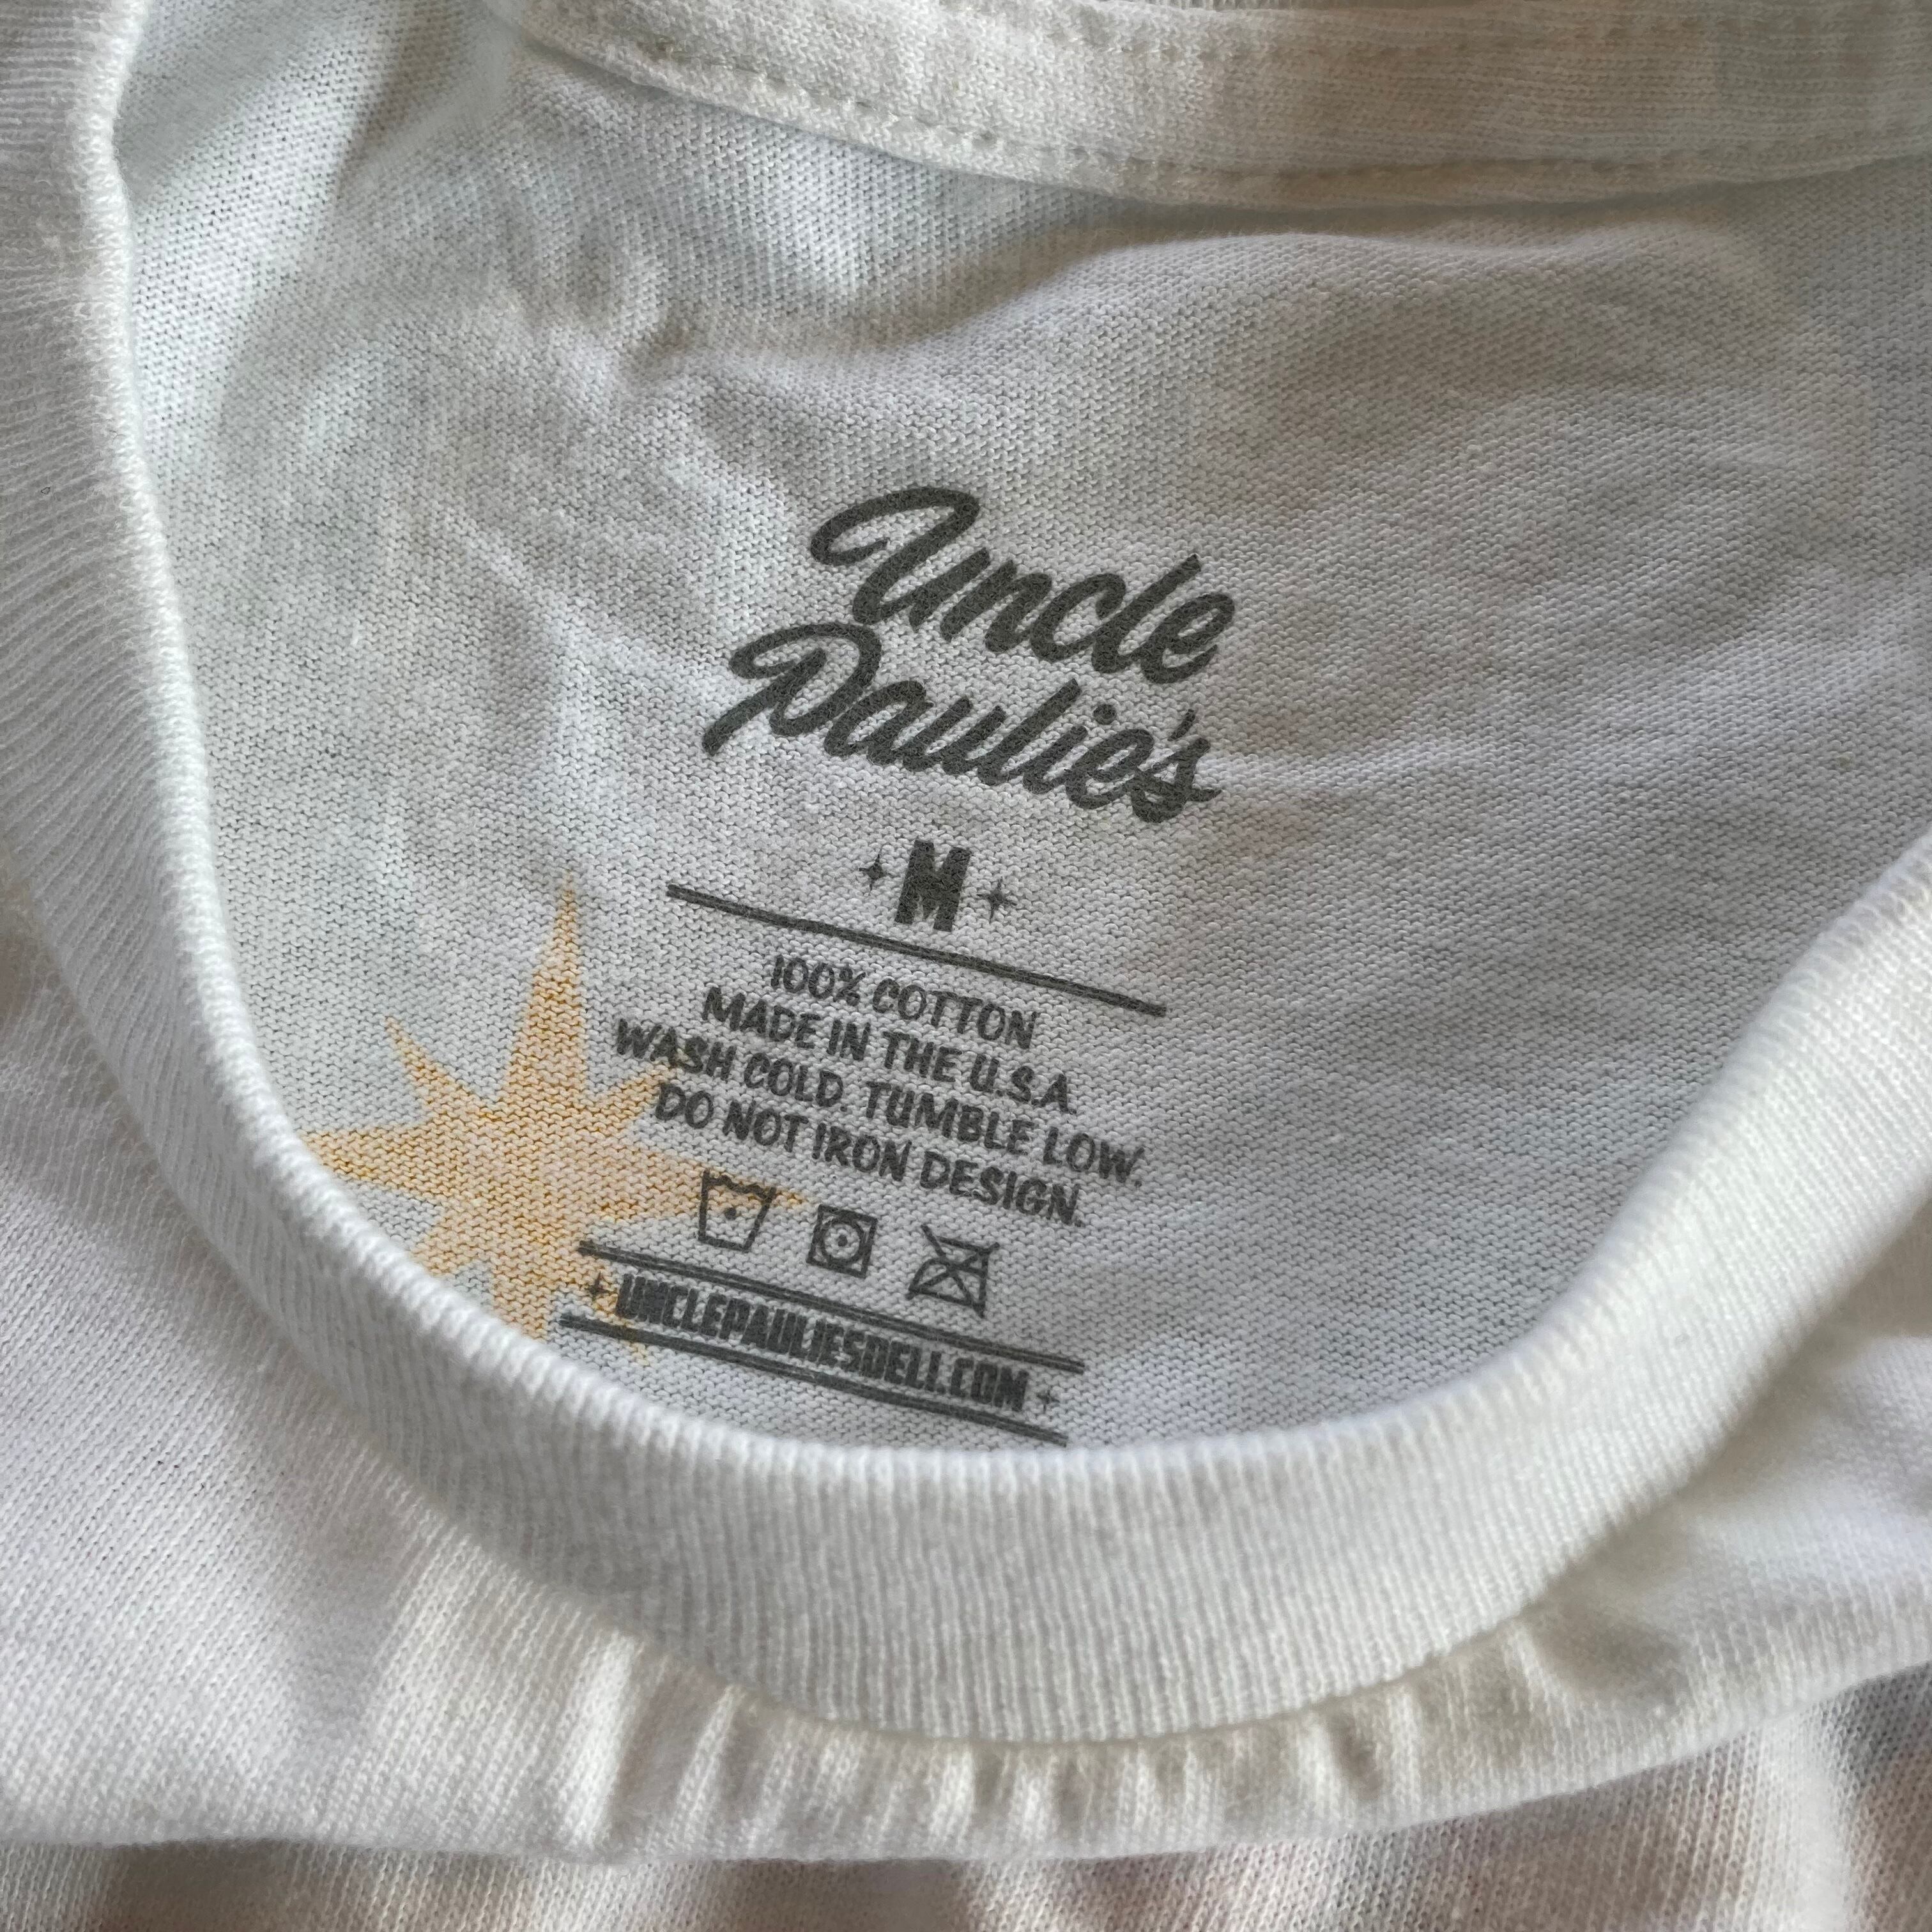 Uncle
Paulie's
M
100% COTTON
MADE IN THE U.S.A.
WASH COLD. TUMBLE LOW.
DO NOT IRON DESIGN.
UNCLEPAULIESDELI.COM